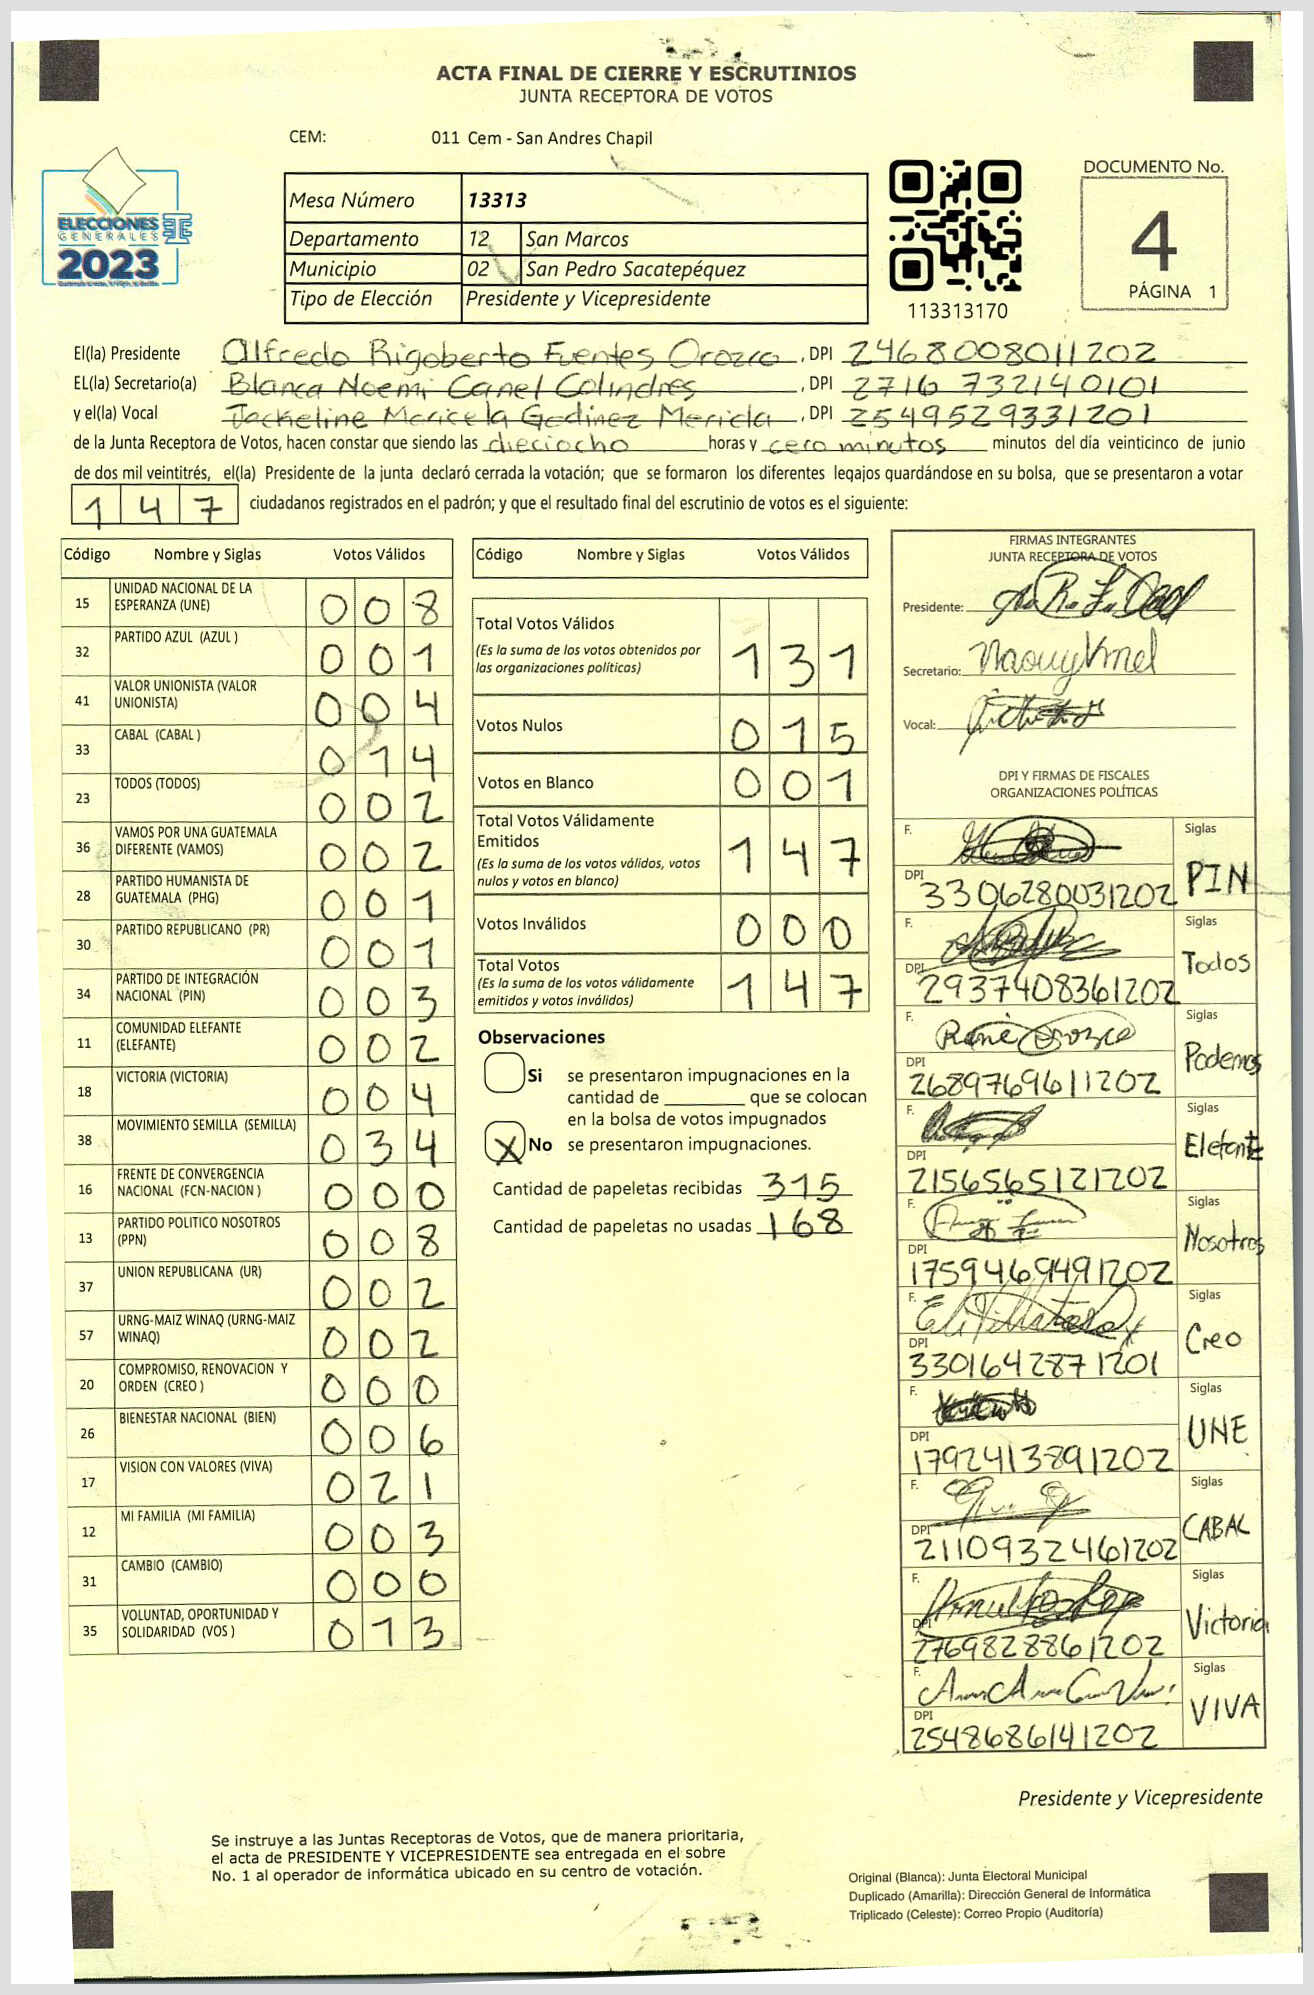 ACTA FINAL DE CIERRE Y ESCRUTINIOS
JUNTA RECEPTORA DE VOTOS
CEM: 011 Cem - San Andres Chapil
ELECCIONES
GENERALES
2023
Mesa Número 13313
Departamento 12 San Marcos
Municipio 02 San Pedro Sacatepéquez
Tipo de Elección Presidente y Vicepresidente
113313170
DOCUMENTO No.
4
PÁGINA 1
El(la) Presidente Alfredo Rigoberto Fuentes Orozco, DPI 2468008011202
EL(la) Secretario(a) Blanca Noemi Canel Colindres, DPI 2716 732140101
y el(la) Vocal Jackeline Maricela Godinez Merida, DPI 2549529331201
de la Junta Receptora de Votos, hacen constar que siendo las dieciocho horas y cero minutos minutos del día veinticinco de junio
de dos mil veintitrés, el(la) Presidente de la junta declaró cerrada la votación; que se formaron los diferentes legajos guardándose en su bolsa, que se presentaron a votar
147 ciudadanos registrados en el padrón; y que el resultado final del escrutinio de votos es el siguiente:
Código Nombre y Siglas Votos Válidos
15 UNIDAD NACIONAL DE LA ESPERANZA (UNE) 008
32 PARTIDO AZUL (AZUL ) 001
41 VALOR UNIONISTA (VALOR UNIONISTA) 004
33 CABAL (CABAL ) 014
23 TODOS (TODOS) 002
36 VAMOS POR UNA GUATEMALA DIFERENTE (VAMOS) 002
28 PARTIDO HUMANISTA DE GUATEMALA (PHG) 001
30 PARTIDO REPUBLICANO (PR) 001
34 PARTIDO DE INTEGRACIÓN NACIONAL (PIN) 003
11 COMUNIDAD ELEFANTE (ELEFANTE) 002
18 VICTORIA (VICTORIA) 004
38 MOVIMIENTO SEMILLA (SEMILLA) 034
16 FRENTE DE CONVERGENCIA NACIONAL (FCN-NACION ) 000
13 PARTIDO POLITICO NOSOTROS (PPN) 008
37 UNION REPUBLICANA (UR) 002
57 URNG-MAIZ WINAQ (URNG-MAIZ WINAQ) 002
20 COMPROMISO, RENOVACION Y ORDEN (CREO ) 000
26 BIENESTAR NACIONAL (BIEN) 006
17 VISION CON VALORES (VIVA) 021
12 MI FAMILIA (MI FAMILIA) 003
31 CAMBIO (CAMBIO) 000
35 VOLUNTAD, OPORTUNIDAD Y SOLIDARIDAD (VOS ) 013
Código Nombre y Siglas Votos Válidos
Total Votos Válidos 131
(Es la suma de los votos obtenidos por
las organizaciones políticas)
Votos Nulos 015
Votos en Blanco 001
Total Votos Válidamente
Emitidos 147
(Es la suma de los votos válidos, votos
nulos y votos en blanco)
Votos Inválidos 000
Total Votos 147
(Es la suma de los votos válidamente
emitidos y votos inválidos)
Observaciones
Si se presentaron impugnaciones en la
cantidad de ________ que se colocan
en la bolsa de votos impugnados
X No se presentaron impugnaciones.
Cantidad de papeletas recibidas 315
Cantidad de papeletas no usadas 168
FIRMAS INTEGRANTES
JUNTA RECEPTORA DE VOTOS
Presidente:
Secretario:
Vocal:
DPI Y FIRMAS DE FISCALES
ORGANIZACIONES POLÍTICAS
F. Siglas
DPI 3306280031202 PIN
F. Siglas
DPI 2937408361202 Todos
F. René Orozco Siglas
DPI 2689769611202 Podemos
F. Siglas
DPI 2156565121202 Elefante
F. Siglas
DPI 1759469491202 Nosotros
F. Siglas
DPI 3301642871201 Creo
F. Siglas
DPI 1792413891202 UNE
F. Siglas
DPI 2110932461202 CABAL
F. Siglas
DPI 2769828861202 Victoria
F. Siglas
DPI 2548686141202 VIVA
Presidente y Vicepresidente
Se instruye a las Juntas Receptoras de Votos, que de manera prioritaria,
el acta de PRESIDENTE Y VICEPRESIDENTE sea entregada en el sobre
No. 1 al operador de informática ubicado en su centro de votación.
Original (Blanca): Junta Electoral Municipal
Duplicado (Amarilla): Dirección General de Informática
Triplicado (Celeste): Correo Propio (Auditoría)